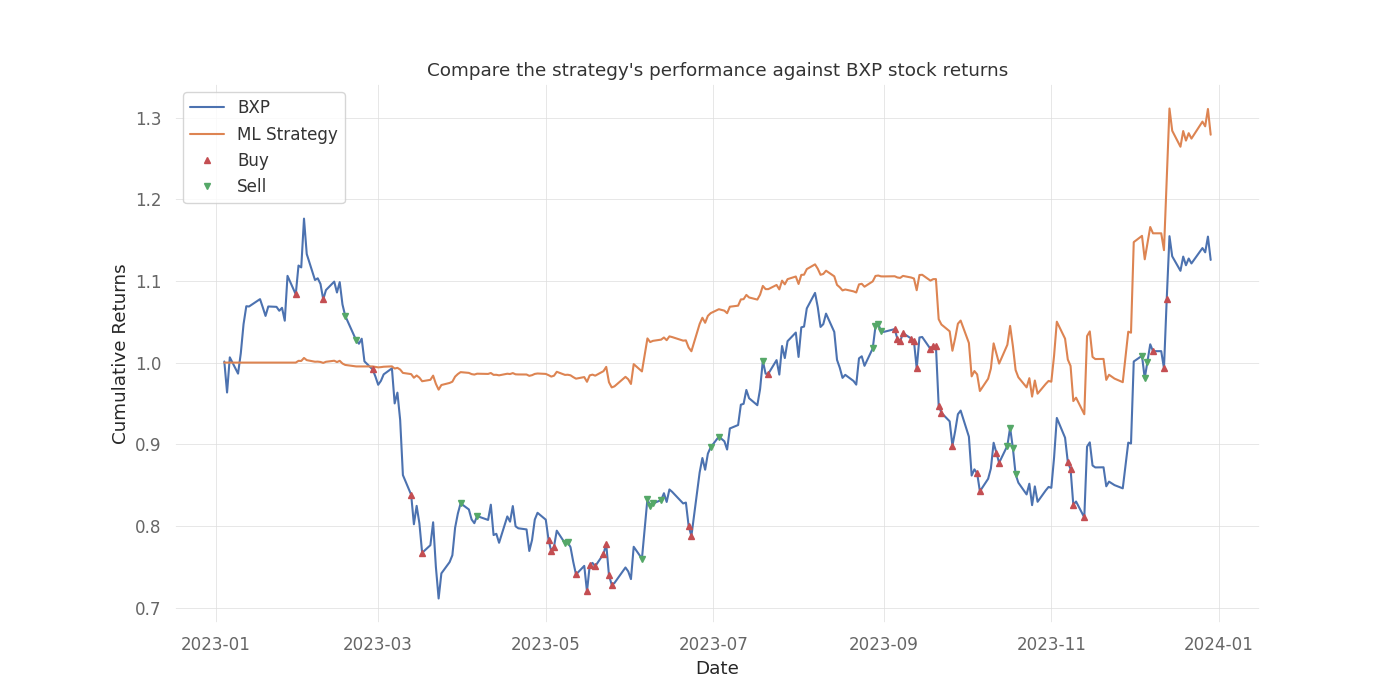 Compare the strategy's performance against BXP stock returns
BXP
ML Strategy
Buy
Sell
Cumulative Returns
1.3
1.2
1.1
1.0
0.9
0.8
0.7
2023-01 2023-03 2023-05 2023-07 2023-09 2023-11 2024-01
Date